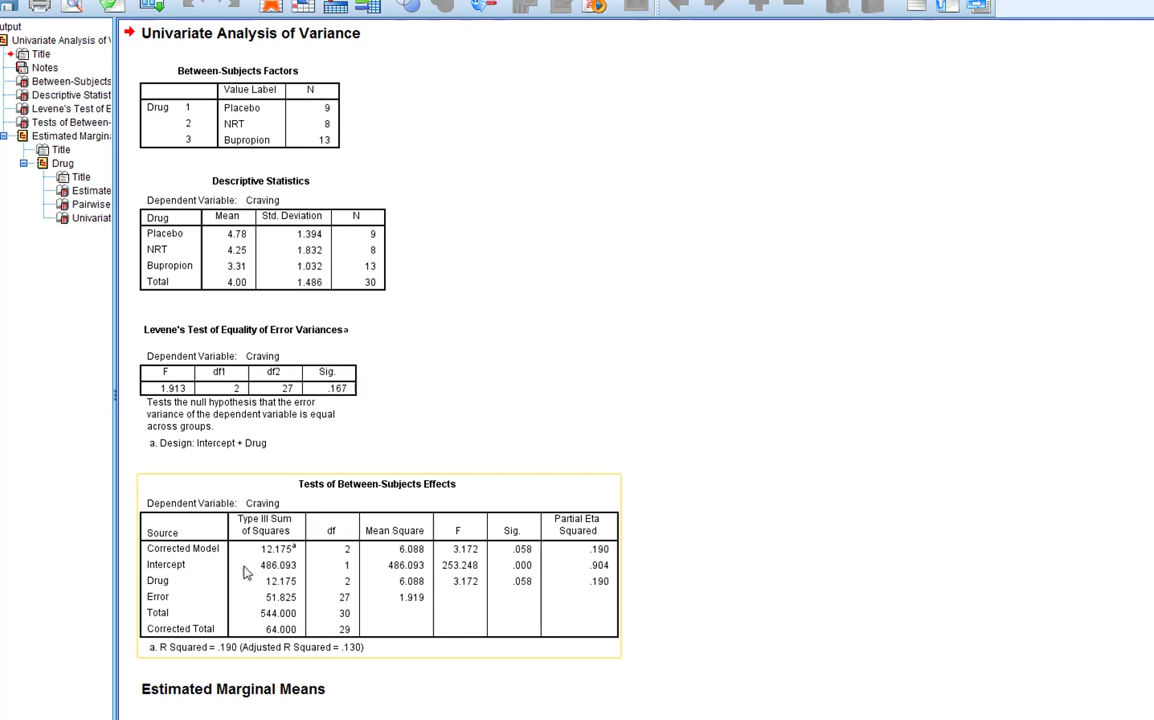 utput
Univariate Analysis of V
Title
Notes
Between-Subjects
Descriptive Statist
Levene's Test of E
Tests of Between-
Estimated Margina
Title
Drug
Title
Estimate
Pairwise
Univariat
Univariate Analysis of Variance
Between-Subjects Factors
Value Label N
Drug 1 Placebo 9
2 NRT 8
3 Bupropion 13
Descriptive Statistics
Dependent Variable: Craving
Drug Mean Std. Deviation N
Placebo 4.78 1.394 9
NRT 4.25 1.832 8
Bupropion 3.31 1.032 13
Total 4.00 1.486 30
Levene's Test of Equality of Error Variances a
Dependent Variable: Craving
F df1 df2 Sig.
1.913 2 27 .167
Tests the null hypothesis that the error
variance of the dependent variable is equal
across groups.
a. Design: Intercept + Drug
Tests of Between-Subjects Effects
Dependent Variable: Craving
Source Type III Sum of Squares df Mean Square F Sig. Partial Eta Squared
Corrected Model 12.175a 2 6.088 3.172 .058 .190
Intercept 486.093 1 486.093 253.248 .000 .904
Drug 12.175 2 6.088 3.172 .058 .190
Error 51.825 27 1.919
Total 544.000 30
Corrected Total 64.000 29
a. R Squared = .190 (Adjusted R Squared = .130)
Estimated Marginal Means